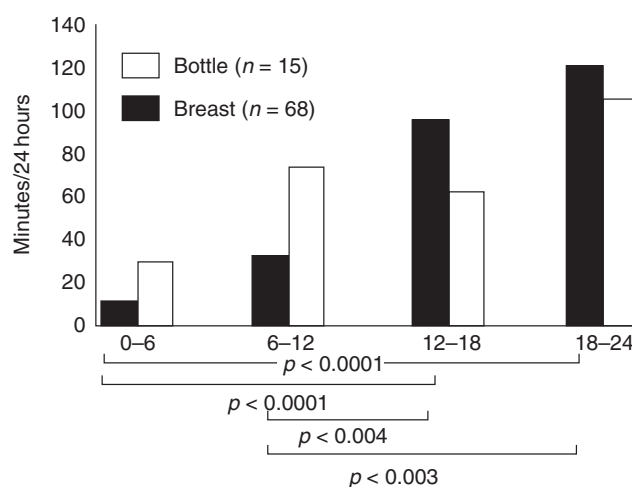 140
120
100
80
60
40
20
0
Minutes/24 hours
Bottle (n = 15)
Breast (n = 68)
0–6
6–12
12–18
18–24
p < 0.0001
p < 0.0001
p < 0.004
p < 0.003